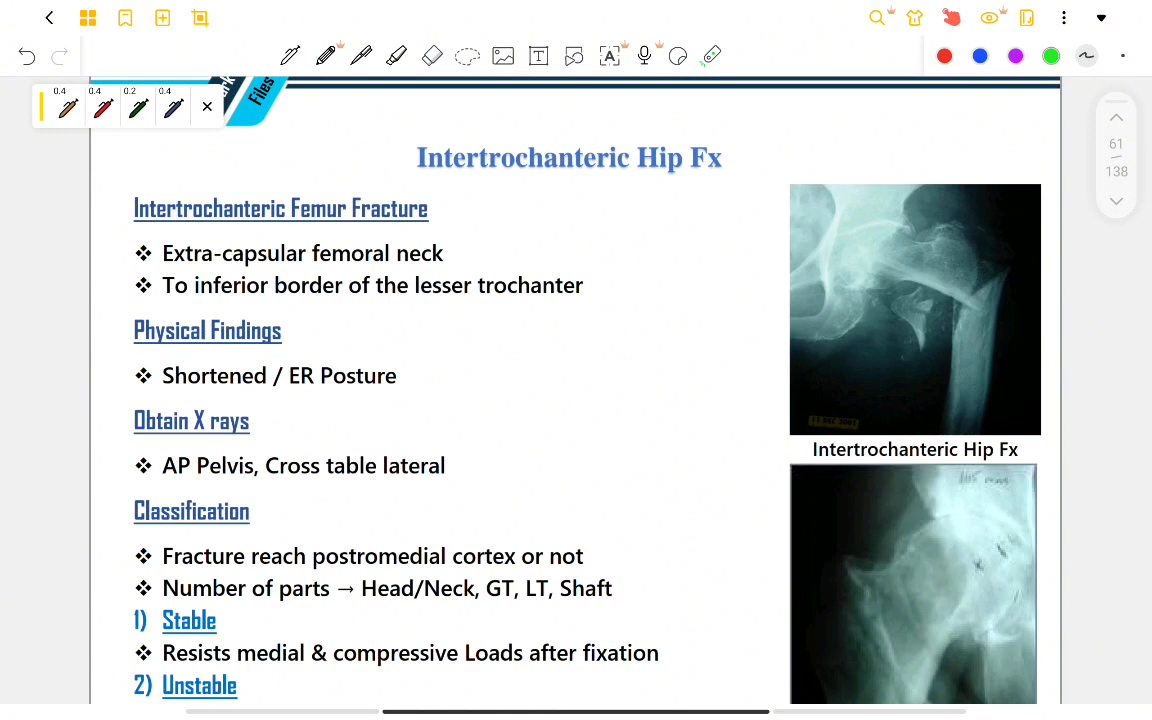 0.4 0.4 0.2 0.4
Files
61
138
Intertrochanteric Hip Fx
Intertrochanteric Femur Fracture
❖ Extra-capsular femoral neck
❖ To inferior border of the lesser trochanter
Physical Findings
❖ Shortened / ER Posture
Obtain X rays
❖ AP Pelvis, Cross table lateral
Classification
❖ Fracture reach postromedial cortex or not
❖ Number of parts → Head/Neck, GT, LT, Shaft
1) Stable
❖ Resists medial & compressive Loads after fixation
2) Unstable
Intertrochanteric Hip Fx